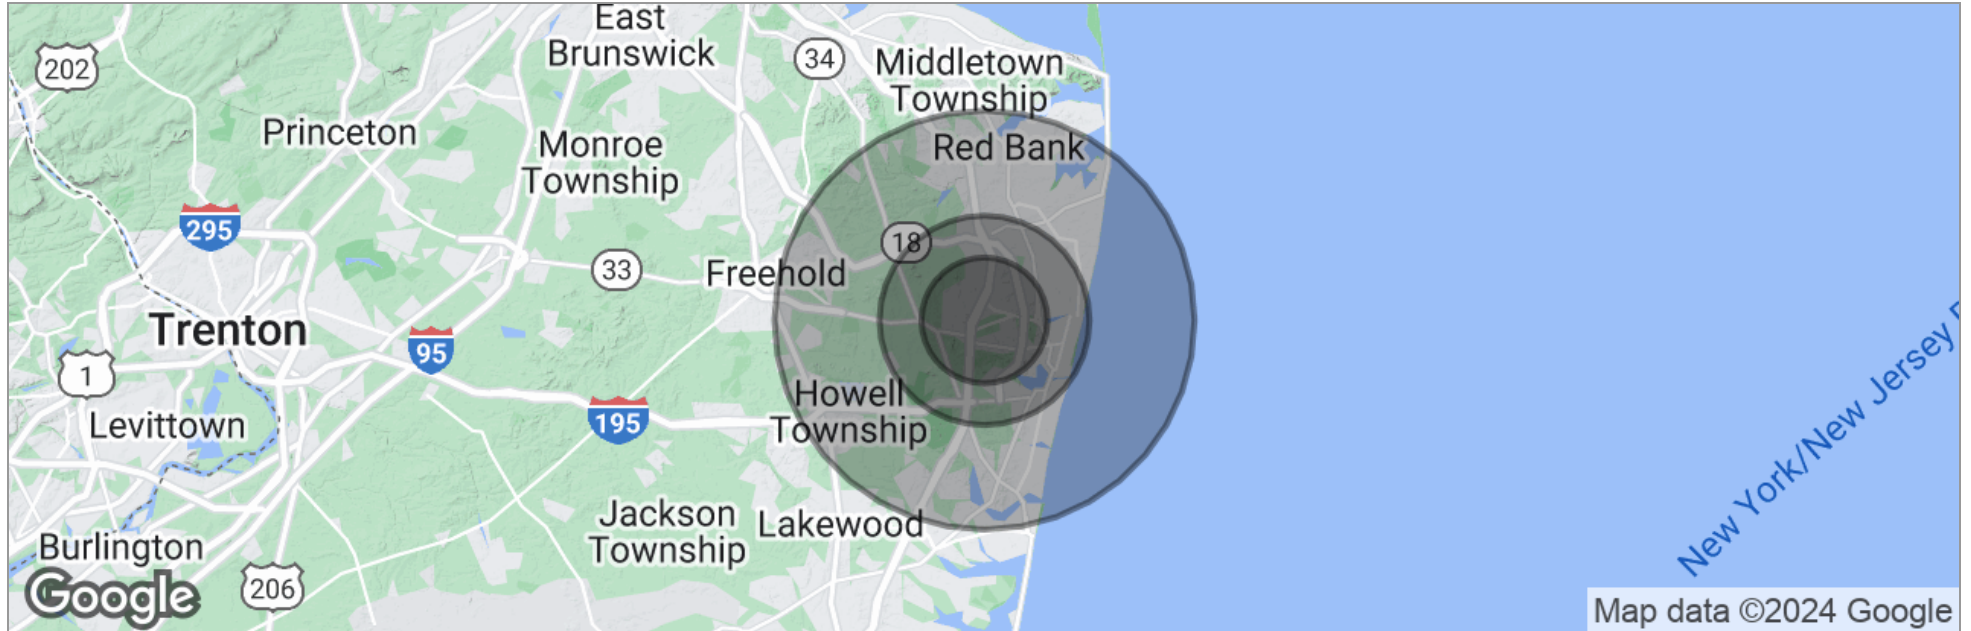 East
Brunswick
202
34
Middletown
Township
Princeton
Monroe
Township
Red Bank
295
18
33
Freehold
Trenton
95
1
Howell
Township
195
Levittown
Jackson
Township
Lakewood
Burlington
206
New York/New Jersey
Google
Map data ©2024 Google